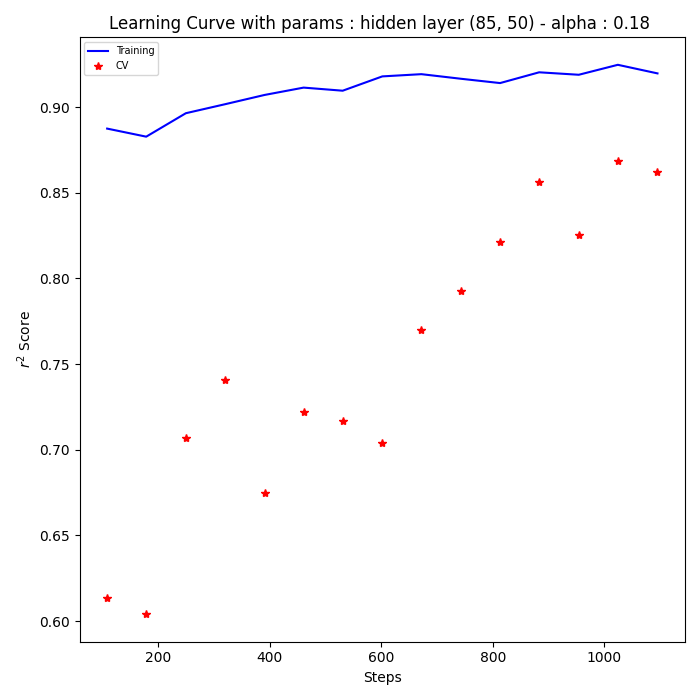 Learning Curve with params : hidden layer (85, 50) - alpha : 0.18
Training
CV
0.90
0.85
0.80
0.75
0.70
0.65
0.60
r² Score
200 400 600 800 1000
Steps